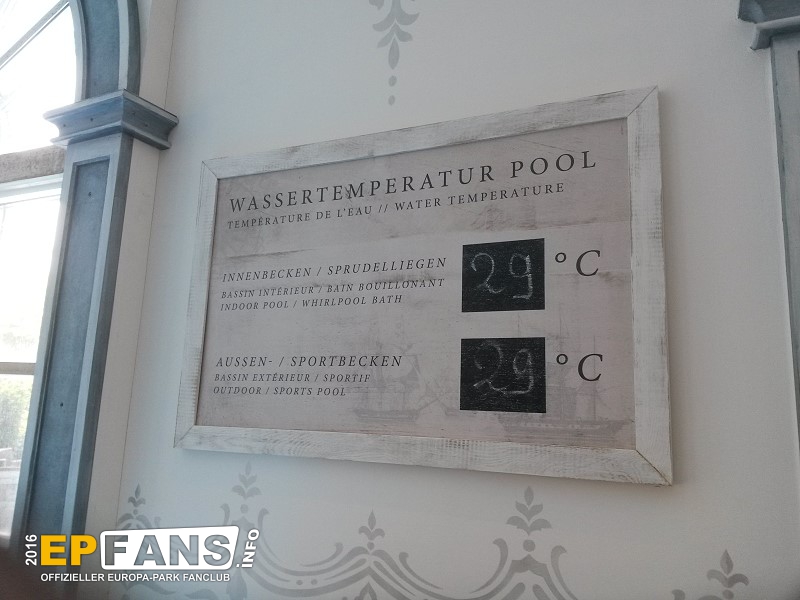 WASSERTEMPERATUR POOL
TEMPÉRATURE DE L'EAU // WATER TEMPERATURE
INNENBECKEN / SPRUDELLIEGEN
BASSIN INTÉRIEUR / BAIN BOUILLONANT
INDOOR POOL / WHIRLPOOL BATH
29 °C
AUSSEN- / SPORTBECKEN
BASSIN EXTÉRIEUR / SPORTIF
OUTDOOR / SPORTS POOL
29 °C
2016 EPFANS.INFO
OFFIZIELLER EUROPA-PARK FANCLUB